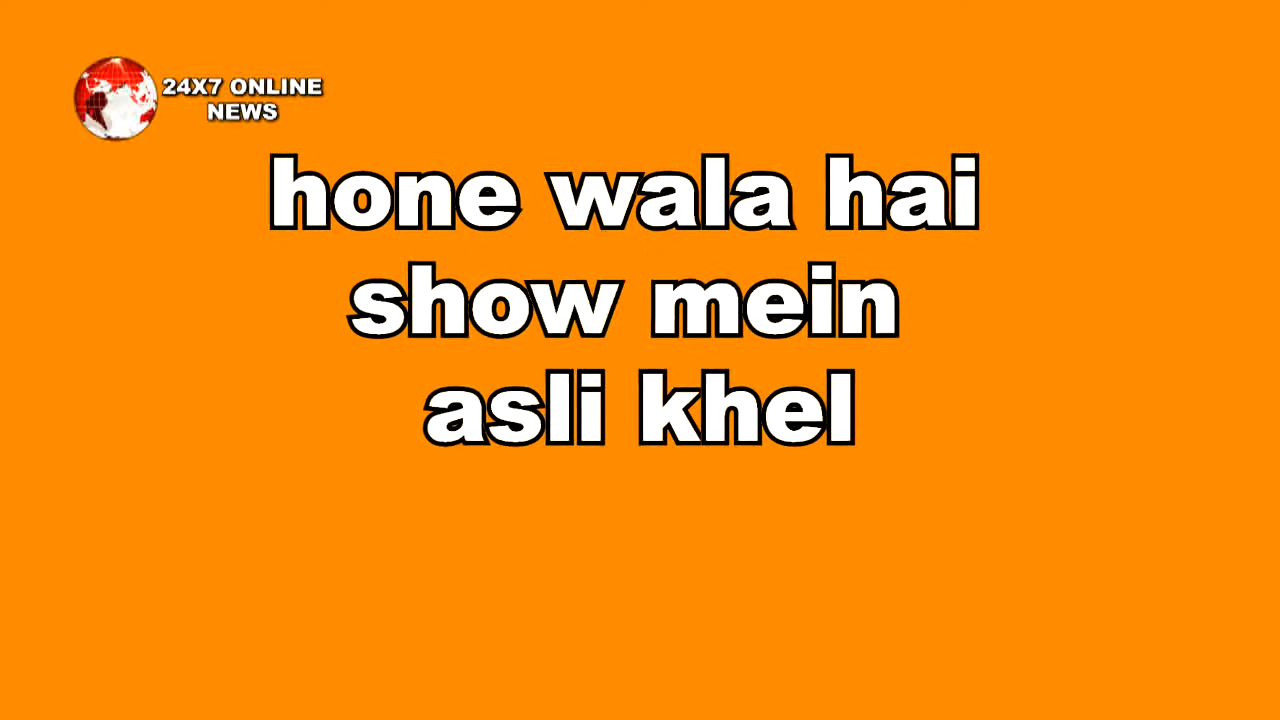 24X7 ONLINE
NEWS
hone wala hai
show mein
asli khel